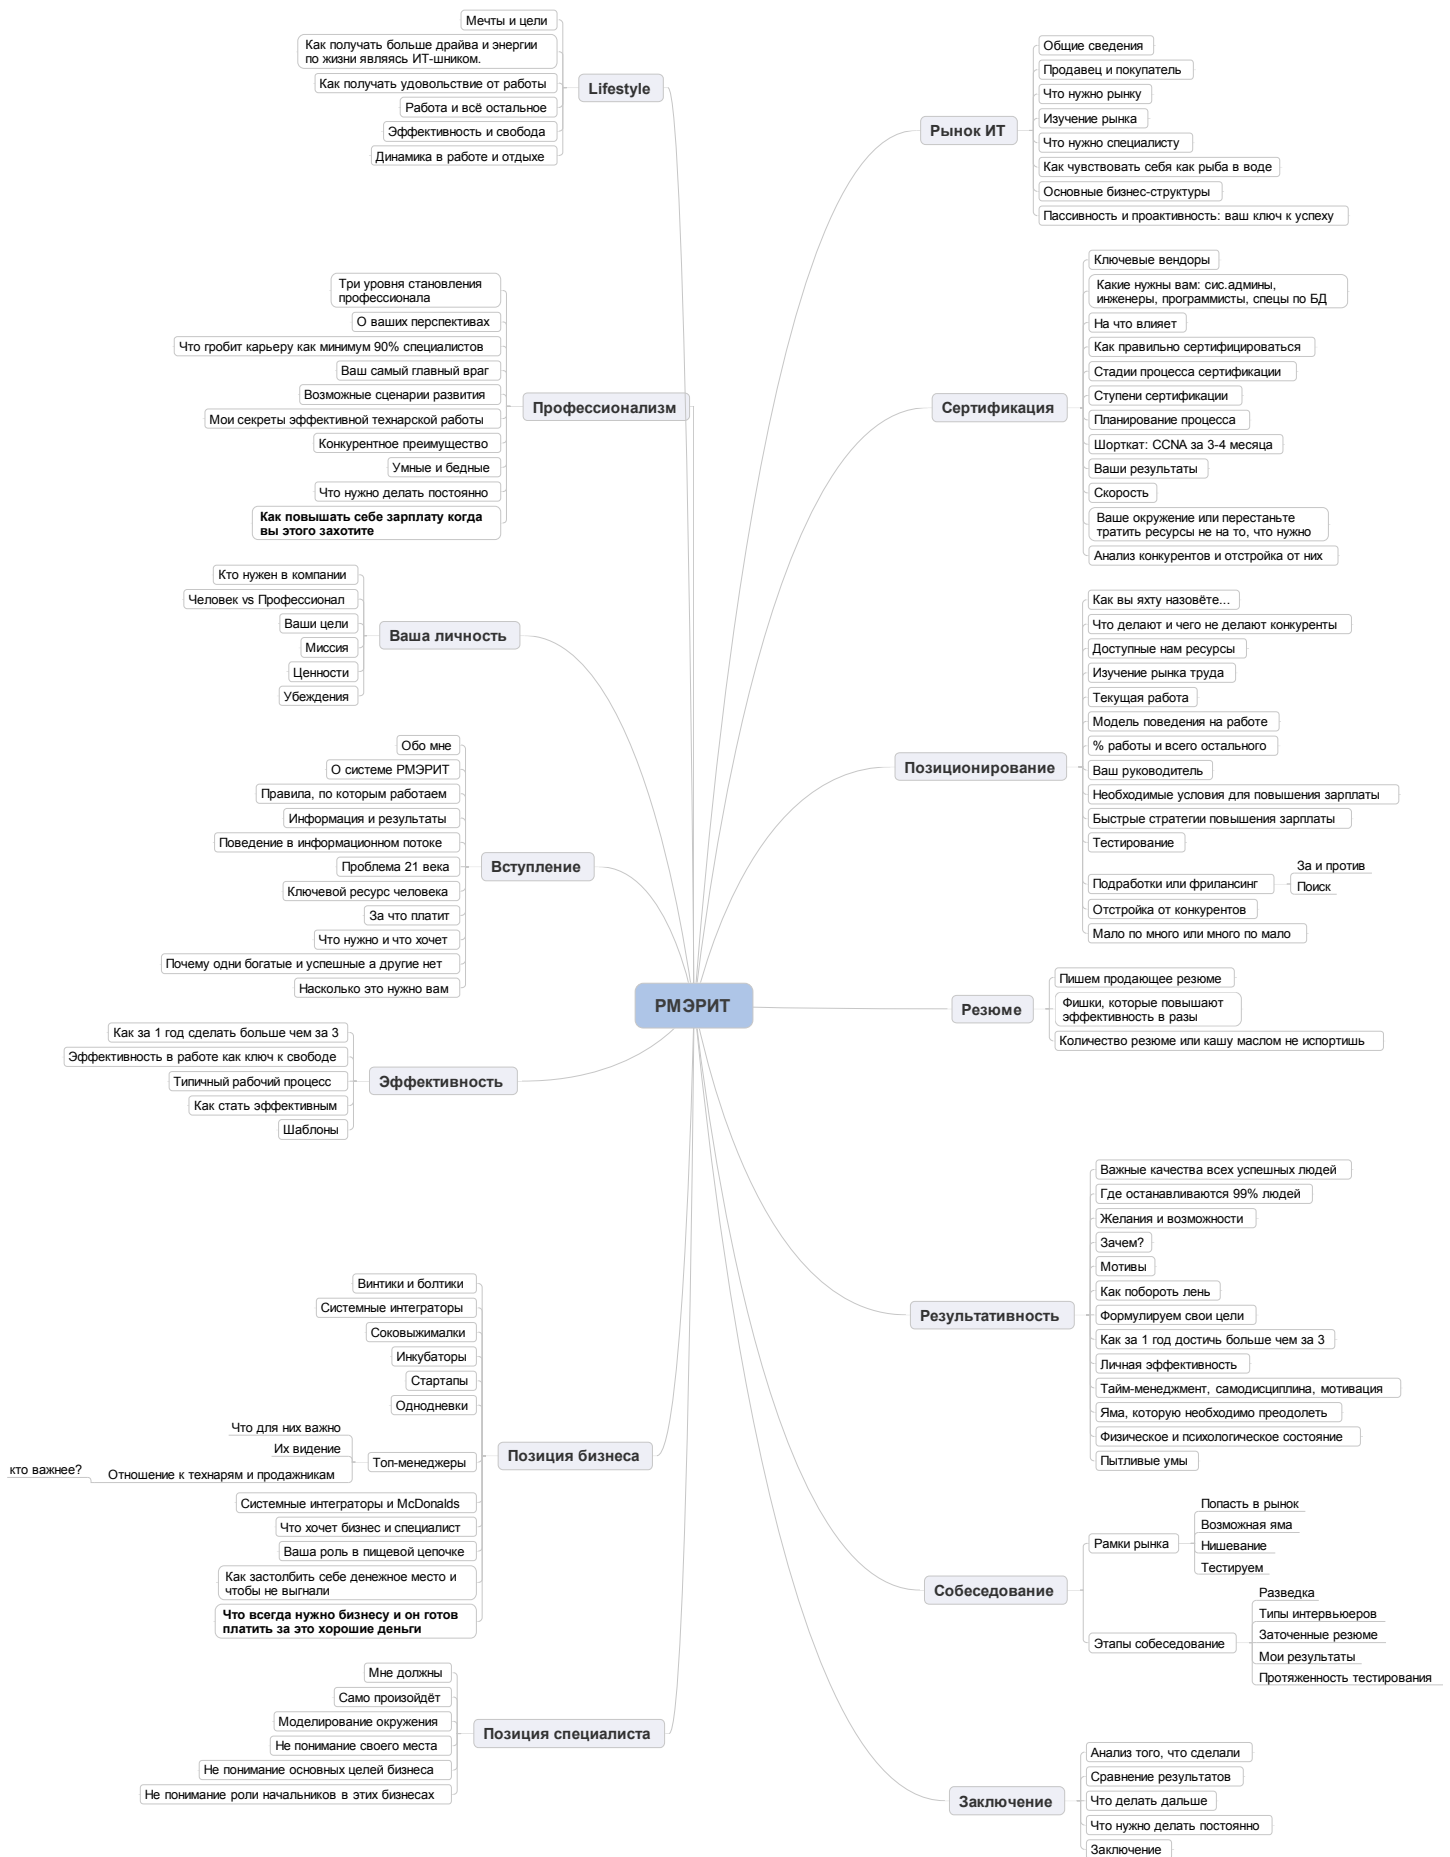 Мечты и цели
Как получать больше драйва и энергии
по жизни являясь ИТ-шником.
Как получать удовольствие от работы
Работа и всё остальное
Эффективность и свобода
Динамика в работе и отдыхе
Lifestyle
Три уровня становления
профессионала
О ваших перспективах
Что гробит карьеру как минимум 90% специалистов
Ваш самый главный враг
Возможные сценарии развития
Мои секреты эффективной технарской работы
Конкурентное преимущество
Умные и бедные
Что нужно делать постоянно
Как повышать себе зарплату когда
вы этого захотите
Профессионализм
Кто нужен в компании
Человек vs Профессионал
Ваши цели
Миссия
Ценности
Убеждения
Ваша личность
Обо мне
О системе РМЭРИТ
Правила, по которым работаем
Информация и результаты
Поведение в информационном потоке
Проблема 21 века
Ключевой ресурс человека
За что платит
Что нужно и что хочет
Почему одни богатые и успешные а другие нет
Насколько это нужно вам
Вступление
Как за 1 год сделать больше чем за 3
Эффективность в работе как ключ к свободе
Типичный рабочий процесс
Как стать эффективным
Шаблоны
Эффективность
Винтики и болтики
Системные интеграторы
Соковыжималки
Инкубаторы
Стартапы
Однодневки
Что для них важно
Их видение
кто важнее?
Отношение к технарям и продажникам
Топ-менеджеры
Системные интеграторы и McDonalds
Что хочет бизнес и специалист
Ваша роль в пищевой цепочке
Как застолбить себе денежное место и
чтобы не выгнали
Что всегда нужно бизнесу и он готов
платить за это хорошие деньги
Позиция бизнеса
Мне должны
Само произойдёт
Моделирование окружения
Не понимание своего места
Не понимание основных целей бизнеса
Не понимание роли начальников в этих бизнесах
Позиция специалиста
РМЭРИТ
Рынок ИТ
Общие сведения
Продавец и покупатель
Что нужно рынку
Изучение рынка
Что нужно специалисту
Как чувствовать себя как рыба в воде
Основные бизнес-структуры
Пассивность и проактивность: ваш ключ к успеху
Сертификация
Ключевые вендоры
Какие нужны вам: сис.админы,
инженеры, программисты, спецы по БД
На что влияет
Как правильно сертифицироваться
Стадии процесса сертификации
Ступени сертификации
Планирование процесса
Шорткат: CCNA за 3-4 месяца
Ваши результаты
Скорость
Ваше окружение или перестаньте
тратить ресурсы не на то, что нужно
Анализ конкурентов и отстройка от них
Позиционирование
Как вы яхту назовёте...
Что делают и чего не делают конкуренты
Доступные нам ресурсы
Изучение рынка труда
Текущая работа
Модель поведения на работе
% работы и всего остального
Ваш руководитель
Необходимые условия для повышения зарплаты
Быстрые стратегии повышения зарплаты
Тестирование
Подработки или фрилансинг
За и против
Поиск
Отстройка от конкурентов
Мало по много или много по мало
Резюме
Пишем продающее резюме
Фишки, которые повышают
эффективность в разы
Количество резюме или кашу маслом не испортишь
Результативность
Важные качества всех успешных людей
Где останавливаются 99% людей
Желания и возможности
Зачем?
Мотивы
Как побороть лень
Формулируем свои цели
Как за 1 год достичь больше чем за 3
Личная эффективность
Тайм-менеджмент, самодисциплина, мотивация
Яма, которую необходимо преодолеть
Физическое и психологическое состояние
Пытливые умы
Собеседование
Рамки рынка
Попасть в рынок
Возможная яма
Нишевание
Тестируем
Этапы собеседование
Разведка
Типы интервьюеров
Заточенные резюме
Мои результаты
Протяженность тестирования
Заключение
Анализ того, что сделали
Сравнение результатов
Что делать дальше
Что нужно делать постоянно
Заключение